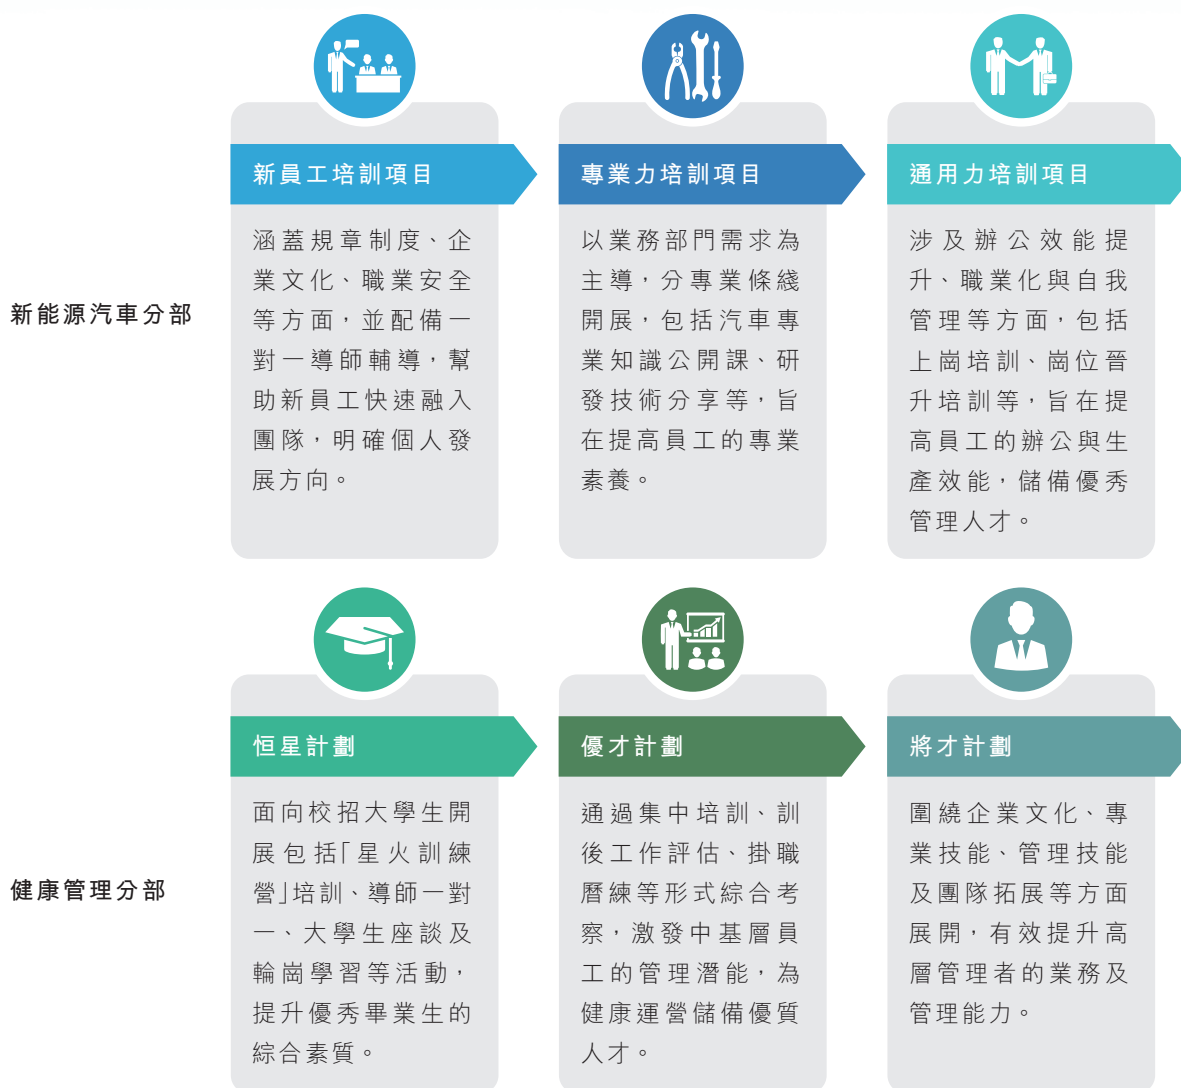 新能源汽車分部
新員工培訓項目
涵蓋規章制度、企
業文化、職業安全
等方面，並配備一
對一導師輔導，幫
助新員工快速融入
團隊，明確個人發
展方向。
專業力培訓項目
以業務部門需求為
主導，分專業條綫
開展，包括汽車專
業知識公開課、研
發技術分享等，旨
在提高員工的專業
素養。
通用力培訓項目
涉及辦公效能提
升、職業化與自我
管理等方面，包括
上崗培訓、崗位晉
升培訓等，旨在提
高員工的辦公與生
產效能，儲備優秀
管理人才。
健康管理分部
恒星計劃
面向校招大學生開
展包括「星火訓練
營」培訓、導師一對
一、大學生座談及
輪崗學習等活動，
提升優秀畢業生的
綜合素質。
優才計劃
通過集中培訓、訓
後工作評估、掛職
曆練等形式綜合考
察，激發中基層員
工的管理潛能，為
健康運營儲備優質
人才。
將才計劃
圍繞企業文化、專
業技能、管理技能
及團隊拓展等方面
展開，有效提升高
層管理者的業務及
管理能力。